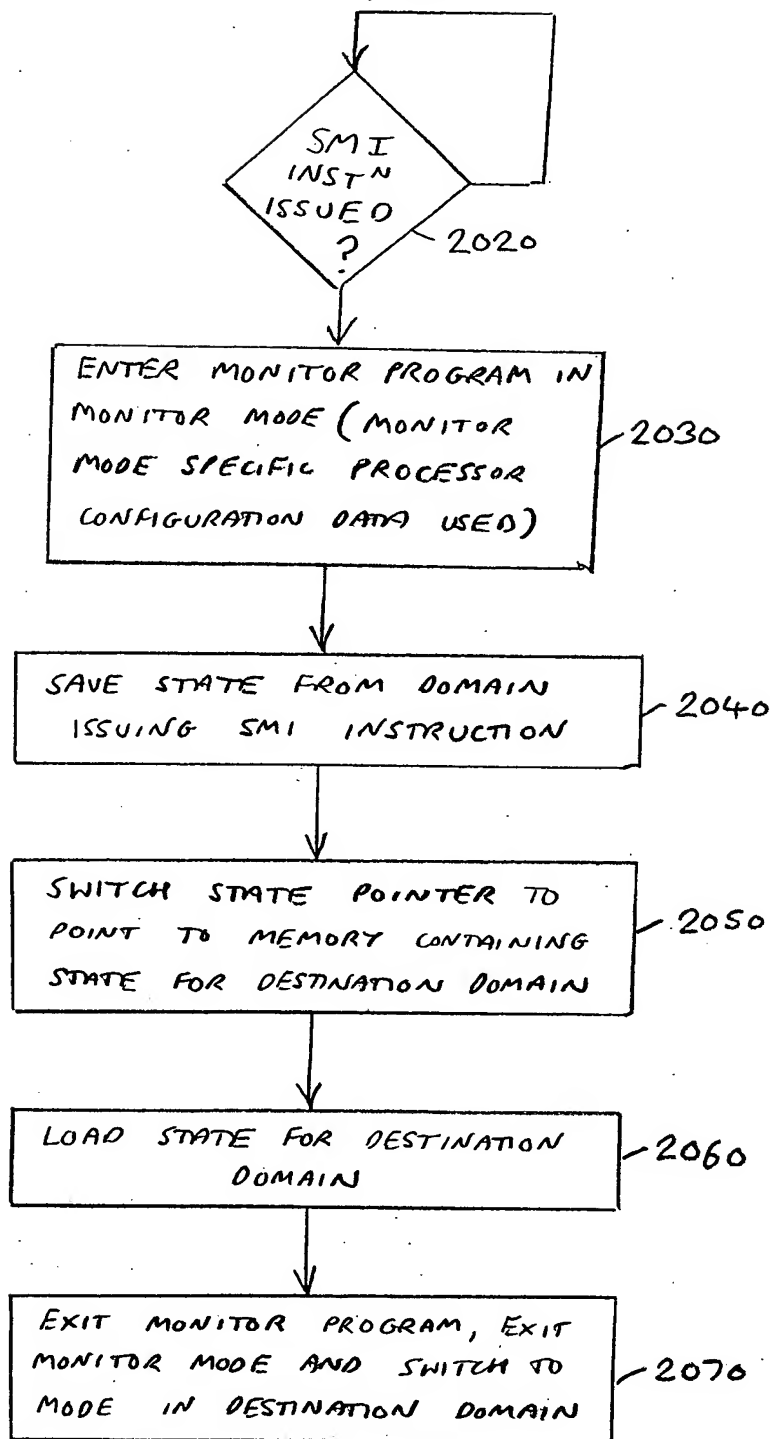 SMI
INSTN
ISSUED
?
2020
ENTER MONITOR PROGRAM IN
MONITOR MODE (MONITOR
MODE SPECIFIC PROCESSOR
CONFIGURATION DATA USED)
2030
SAVE STATE FROM DOMAIN
ISSUING SMI INSTRUCTION
2040
SWITCH STATE POINTER TO
POINT TO MEMORY CONTAINING
STATE FOR DESTINATION DOMAIN
2050
LOAD STATE FOR DESTINATION
DOMAIN
2060
EXIT MONITOR PROGRAM, EXIT
MONITOR MODE AND SWITCH TO
MODE IN DESTINATION DOMAIN
2070